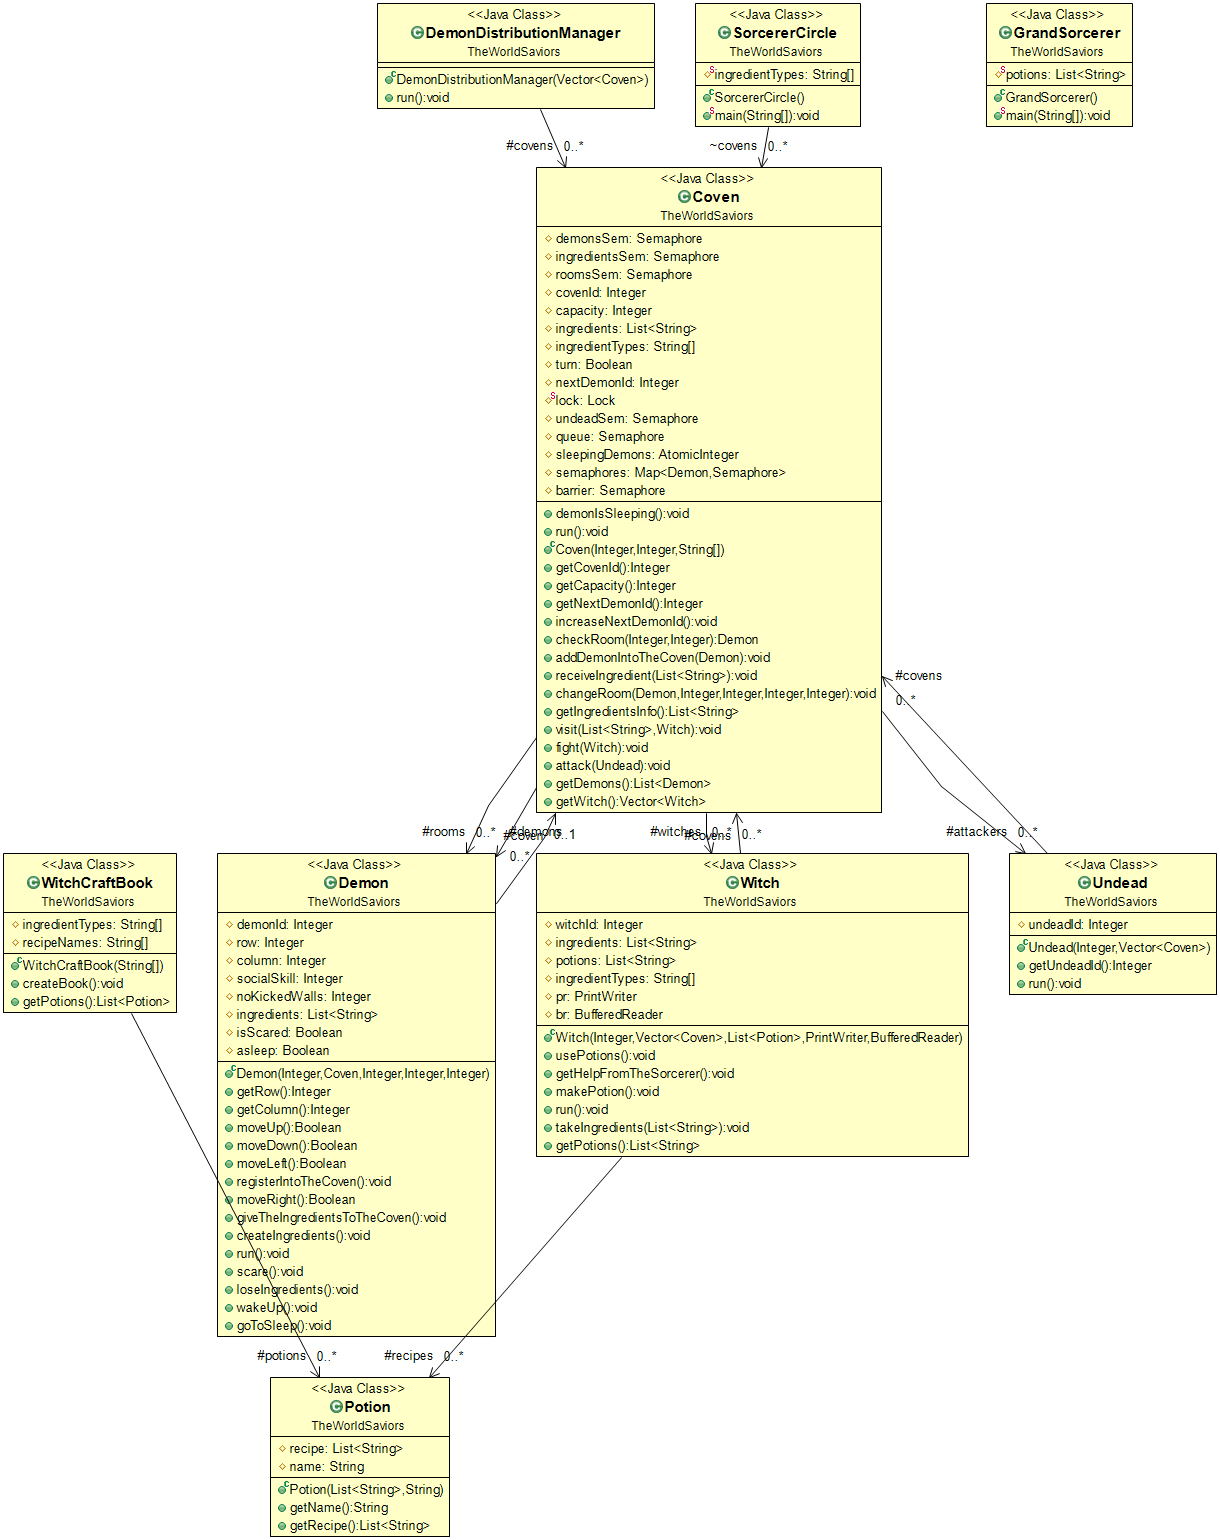 <<Java Class>>
DemonDistributionManager
TheWorldSaviors
DemonDistributionManager(Vector<Coven>)
run():void
<<Java Class>>
SorcererCircle
TheWorldSaviors
ingredientTypes: String[]
SorcererCircle()
main(String[]):void
<<Java Class>>
GrandSorcerer
TheWorldSaviors
potions: List<String>
GrandSorcerer()
main(String[]):void
#covens 0..*
~covens 0..*
<<Java Class>>
Coven
TheWorldSaviors
demonsSem: Semaphore
ingredientsSem: Semaphore
roomsSem: Semaphore
covenId: Integer
capacity: Integer
ingredients: List<String>
ingredientTypes: String[]
turn: Boolean
nextDemonId: Integer
lock: Lock
undeadSem: Semaphore
queue: Semaphore
sleepingDemons: AtomicInteger
semaphores: Map<Demon,Semaphore>
barrier: Semaphore
demonIsSleeping():void
run():void
Coven(Integer,Integer,String[])
getCovenId():Integer
getCapacity():Integer
getNextDemonId():Integer
increaseNextDemonId():void
checkRoom(Integer,Integer):Demon
addDemonIntoTheCoven(Demon):void
receiveIngredient(List<String>):void
changeRoom(Demon,Integer,Integer,Integer,Integer):void
getIngredientsInfo():List<String>
visit(List<String>,Witch):void
fight(Witch):void
attack(Undead):void
getDemons():List<Demon>
getWitch():Vector<Witch>
#covens
0..*
#rooms 0..*
#demons
0..*
#coven 0..1
#witches 0..*
#covens 0..*
#attackers 0..*
<<Java Class>>
WitchCraftBook
TheWorldSaviors
ingredientTypes: String[]
recipeNames: String[]
WitchCraftBook(String[])
createBook():void
getPotions():List<Potion>
<<Java Class>>
Demon
TheWorldSaviors
demonId: Integer
row: Integer
column: Integer
socialSkill: Integer
noKickedWalls: Integer
ingredients: List<String>
isScared: Boolean
asleep: Boolean
Demon(Integer,Coven,Integer,Integer,Integer)
getRow():Integer
getColumn():Integer
moveUp():Boolean
moveDown():Boolean
moveLeft():Boolean
registerIntoTheCoven():void
moveRight():Boolean
giveTheIngredientsToTheCoven():void
createIngredients():void
run():void
scare():void
loseIngredients():void
wakeUp():void
goToSleep():void
<<Java Class>>
Witch
TheWorldSaviors
witchId: Integer
ingredients: List<String>
potions: List<String>
ingredientTypes: String[]
pr: PrintWriter
br: BufferedReader
Witch(Integer,Vector<Coven>,List<Potion>,PrintWriter,BufferedReader)
usePotions():void
getHelpFromTheSorcerer():void
makePotion():void
run():void
takeIngredients(List<String>):void
getPotions():List<String>
<<Java Class>>
Undead
TheWorldSaviors
undeadId: Integer
Undead(Integer,Vector<Coven>)
getUndeadId():Integer
run():void
#potions 0..*
#recipes 0..*
<<Java Class>>
Potion
TheWorldSaviors
recipe: List<String>
name: String
Potion(List<String>,String)
getName():String
getRecipe():List<String>